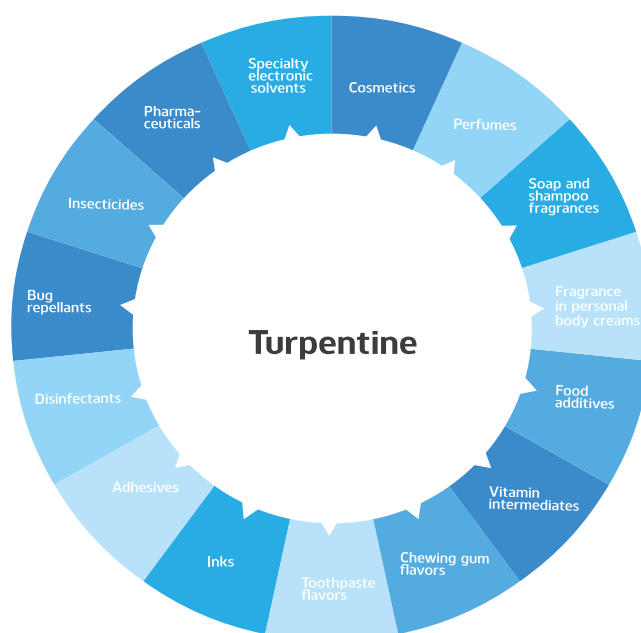 Specialty
electronic
solvents
Cosmetics
Perfumes
Soap and
shampoo
fragrances
Fragrance
in personal
body creams
Food
additives
Vitamin
intermediates
Chewing gum
flavors
Toothpaste
flavors
Inks
Adhesives
Disinfectants
Bug
repellants
Insecticides
Pharma-
ceuticals
Turpentine